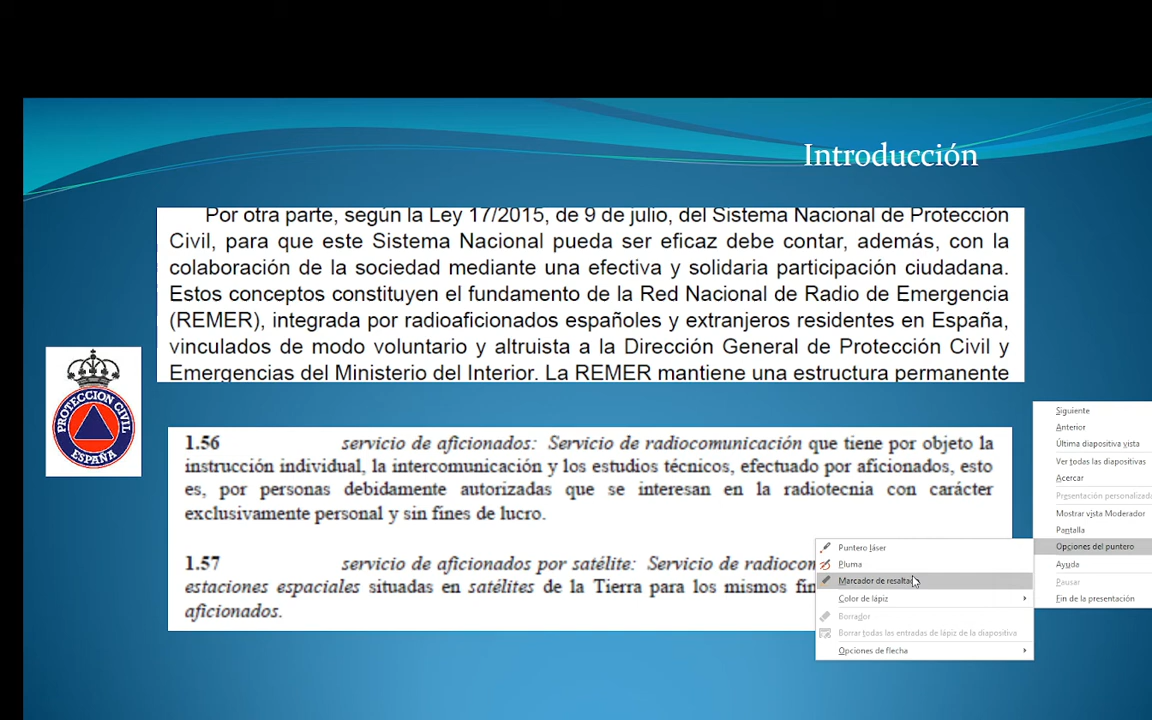 Introducción
Por otra parte, según la Ley 17/2015, de 9 de julio, del Sistema Nacional de Protección
Civil, para que este Sistema Nacional pueda ser eficaz debe contar, además, con la
colaboración de la sociedad mediante una efectiva y solidaria participación ciudadana.
Estos conceptos constituyen el fundamento de la Red Nacional de Radio de Emergencia
(REMER), integrada por radioaficionados españoles y extranjeros residentes en España,
vinculados de modo voluntario y altruista a la Dirección General de Protección Civil y
Emergencias del Ministerio del Interior. La REMER mantiene una estructura permanente
PROTECCION CIVIL
ESPAÑA
1.56 servicio de aficionados: Servicio de radiocomunicación que tiene por objeto la
instrucción individual, la intercomunicación y los estudios técnicos, efectuado por aficionados, esto
es, por personas debidamente autorizadas que se interesan en la radiotecnia con carácter
exclusivamente personal y sin fines de lucro.
1.57 servicio de aficionados por satélite: Servicio de
estaciones espaciales situadas en satélites de la Tierra para los mismos
aficionados.
Siguiente
Anterior
Última diapositiva vista
Ver todas las diapositivas
Acercar
Presentación
Mostrar vista Moderador
Pantalla
Opciones del puntero
Ayuda
Pausar
Fin de la presentación
Puntero láser
Pluma
Marcador de
Color de lápiz
Borrador
Borrar todas las entradas de lápiz de la diapositiva
Opciones de flecha